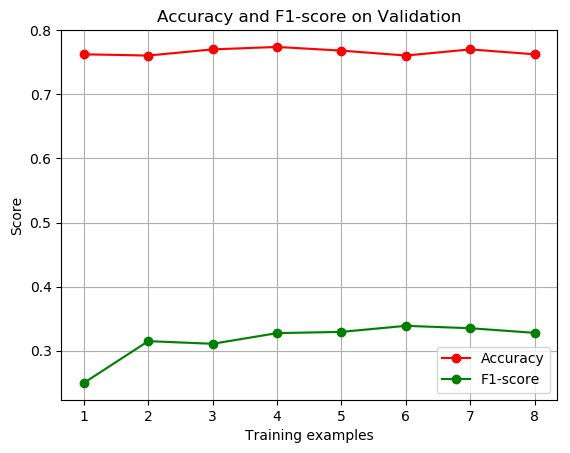 Accuracy and F1-score on Validation
0.8
0.7
0.6
0.5
0.4
0.3
Score
Accuracy
F1-score
1 2 3 4 5 6 7 8
Training examples